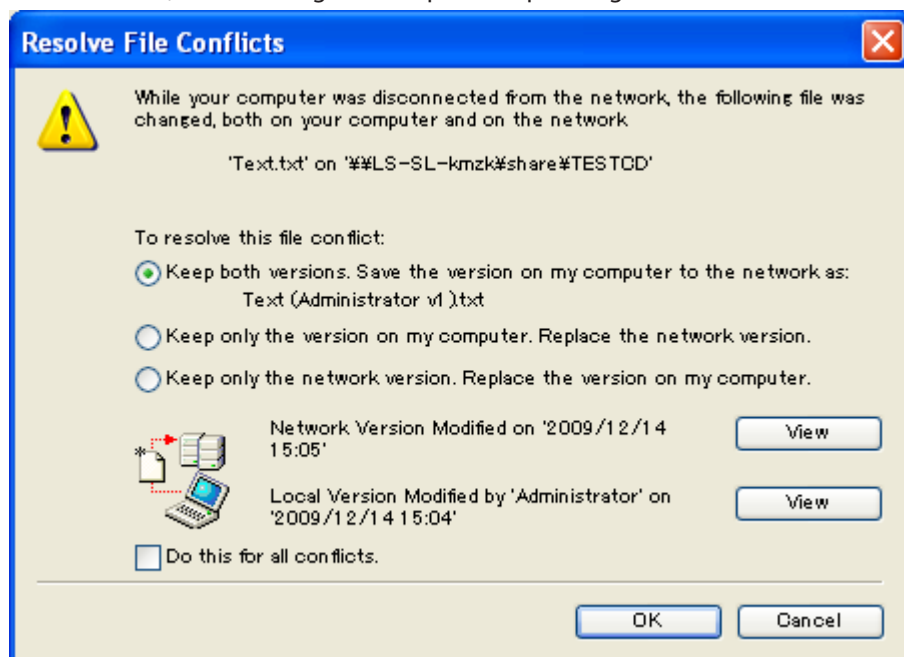 Resolve File Conflicts
While your computer was disconnected from the network, the following file was
changed, both on your computer and on the network
'Text.txt' on '¥¥LS-SL-kmzk¥share¥TESTCD'
To resolve this file conflict:
Keep both versions. Save the version on my computer to the network as:
Text (Administrator v1 ).txt
Keep only the version on my computer. Replace the network version.
Keep only the network version. Replace the version on my computer.
Network Version Modified on '2009/12/14
15:05'
View
Local Version Modified by 'Administrator' on
'2009/12/14 15:04'
View
Do this for all conflicts.
OK
Cancel